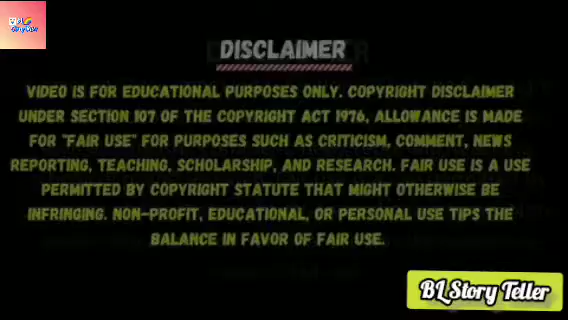 DISCLAIMER
VIDEO IS FOR EDUCATIONAL PURPOSES ONLY. COPYRIGHT DISCLAIMER
UNDER SECTION 107 OF THE COPYRIGHT ACT 1976, ALLOWANCE IS MADE
FOR "FAIR USE" FOR PURPOSES SUCH AS CRITICISM, COMMENT, NEWS
REPORTING, TEACHING, SCHOLARSHIP, AND RESEARCH. FAIR USE IS A USE
PERMITTED BY COPYRIGHT STATUTE THAT MIGHT OTHERWISE BE
INFRINGING. NON-PROFIT, EDUCATIONAL, OR PERSONAL USE TIPS THE
BALANCE IN FAVOR OF FAIR USE.
BL Story Teller